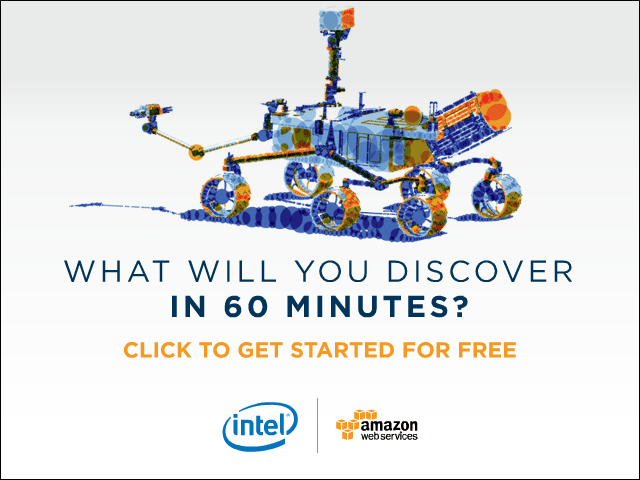 WHAT WILL YOU DISCOVER
IN 60 MINUTES?
CLICK TO GET STARTED FOR FREE
intel®
amazon
web services